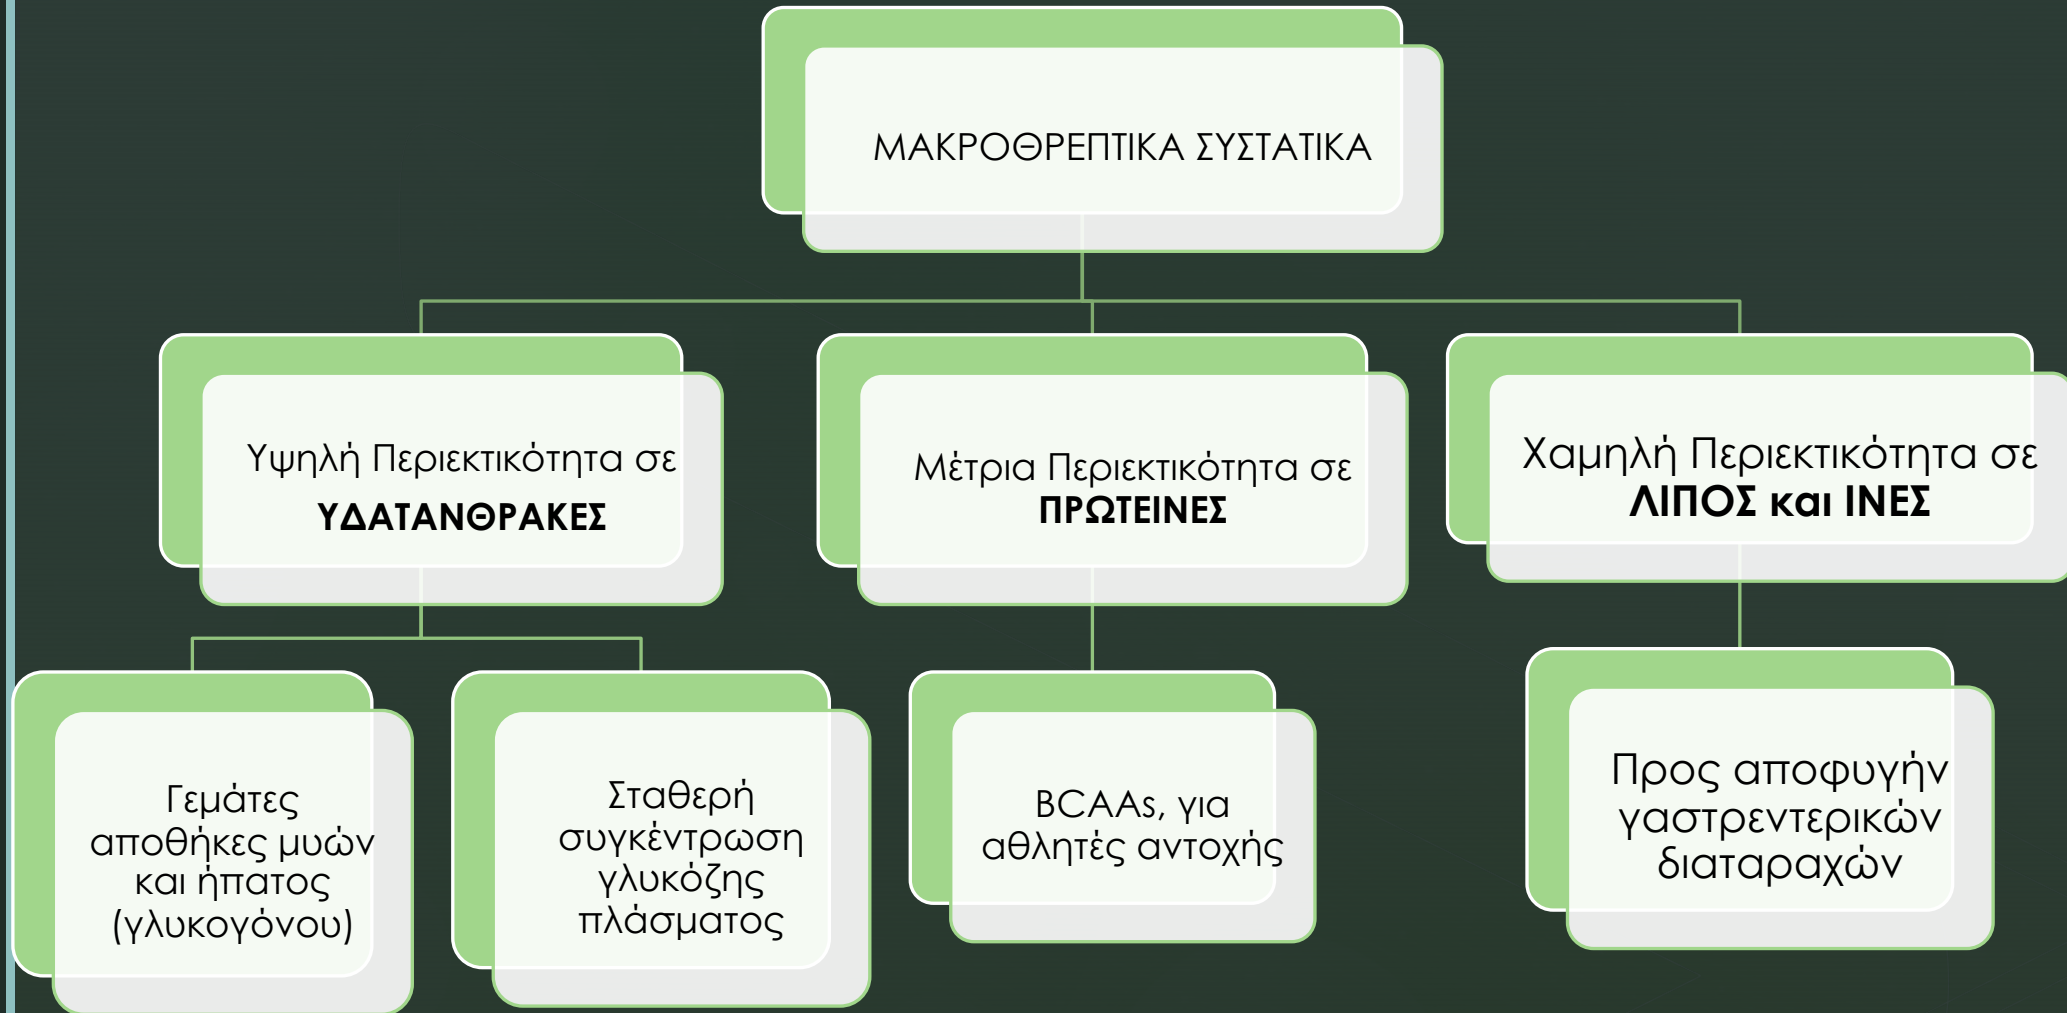 ΜΑΚΡΟΘΡΕΠΤΙΚΑ ΣΥΣΤΑΤΙΚΑ
Υψηλή Περιεκτικότητα σε
ΥΔΑΤΑΝΘΡΑΚΕΣ
Μέτρια Περιεκτικότητα σε
ΠΡΩΤΕΙΝΕΣ
Χαμηλή Περιεκτικότητα σε
ΛΙΠΟΣ και ΙΝΕΣ
Γεμάτες
αποθήκες μυών
και ήπατος
(γλυκογόνου)
Σταθερή
συγκέντρωση
γλυκόζης
πλάσματος
BCAAs, για
αθλητές αντοχής
Προς αποφυγήν
γαστρεντερικών
διαταραχών